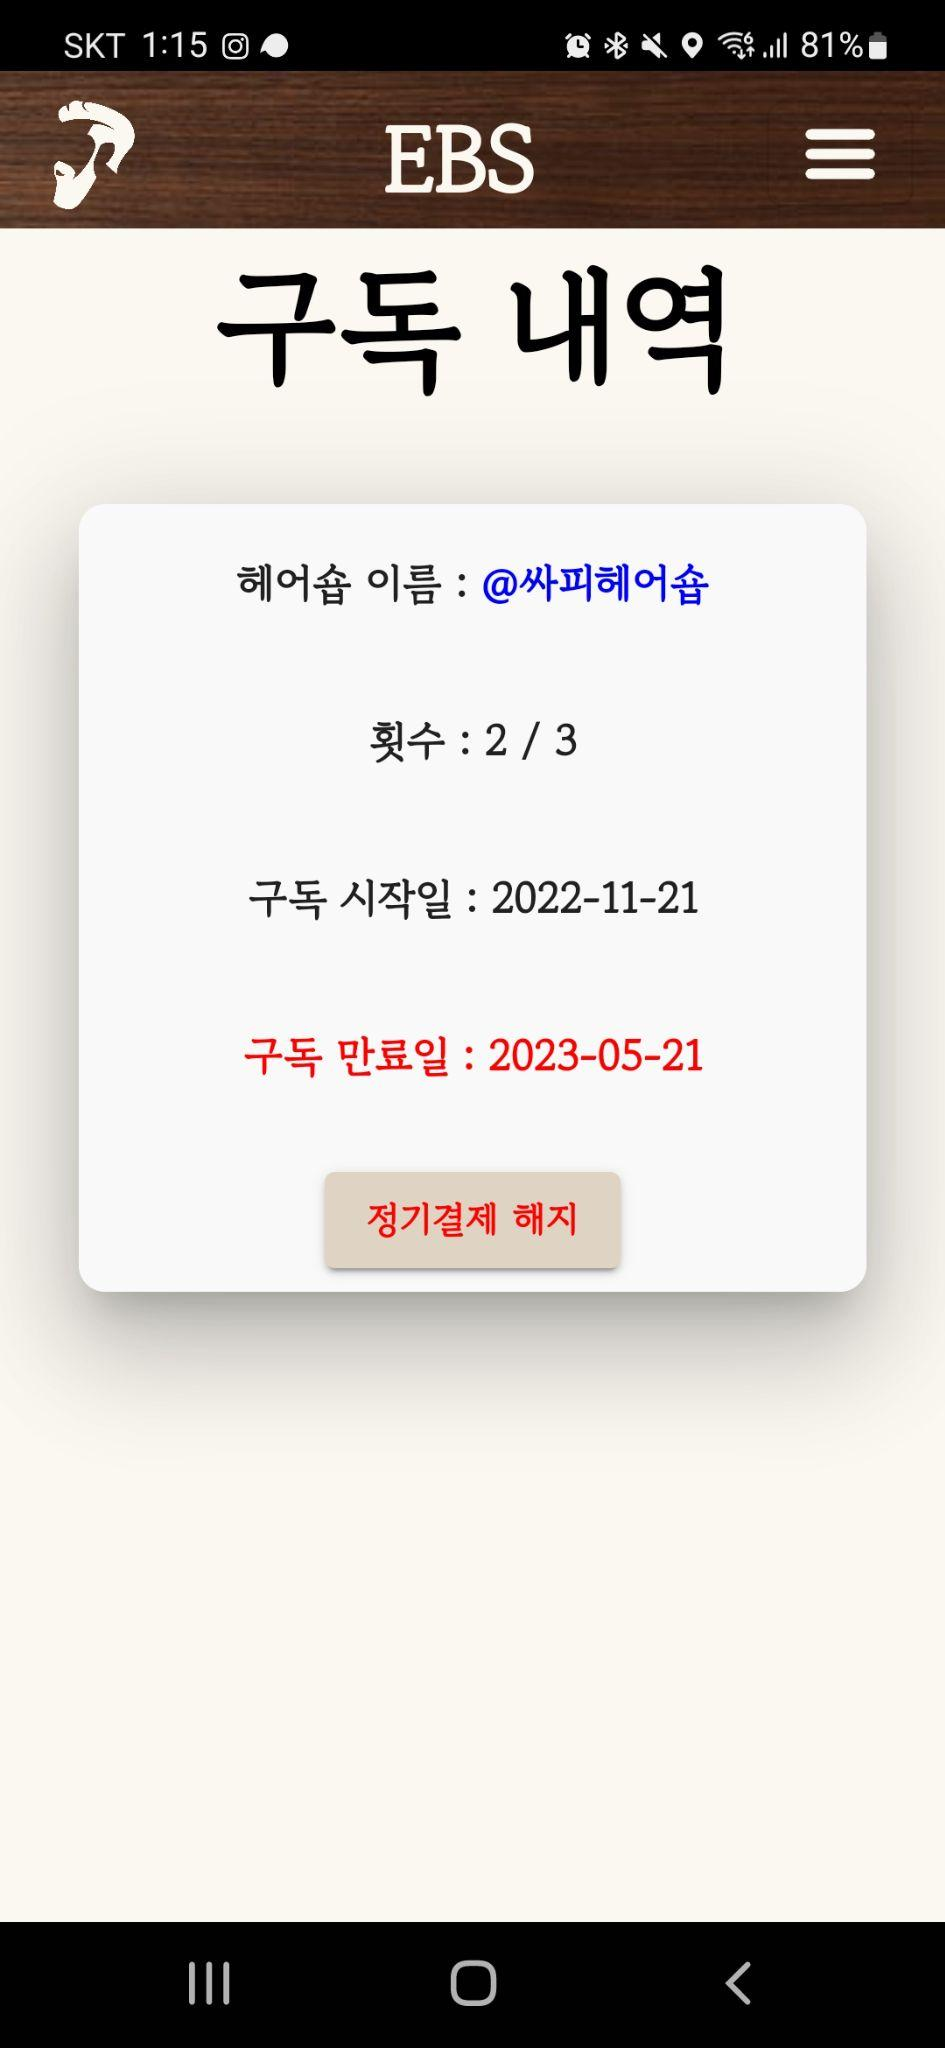 SKT 1:15 81%
EBS
구독 내역
헤어숍 이름 : @싸피헤어숍
횟수 : 2 / 3
구독 시작일 : 2022-11-21
구독 만료일 : 2023-05-21
정기결제 해지